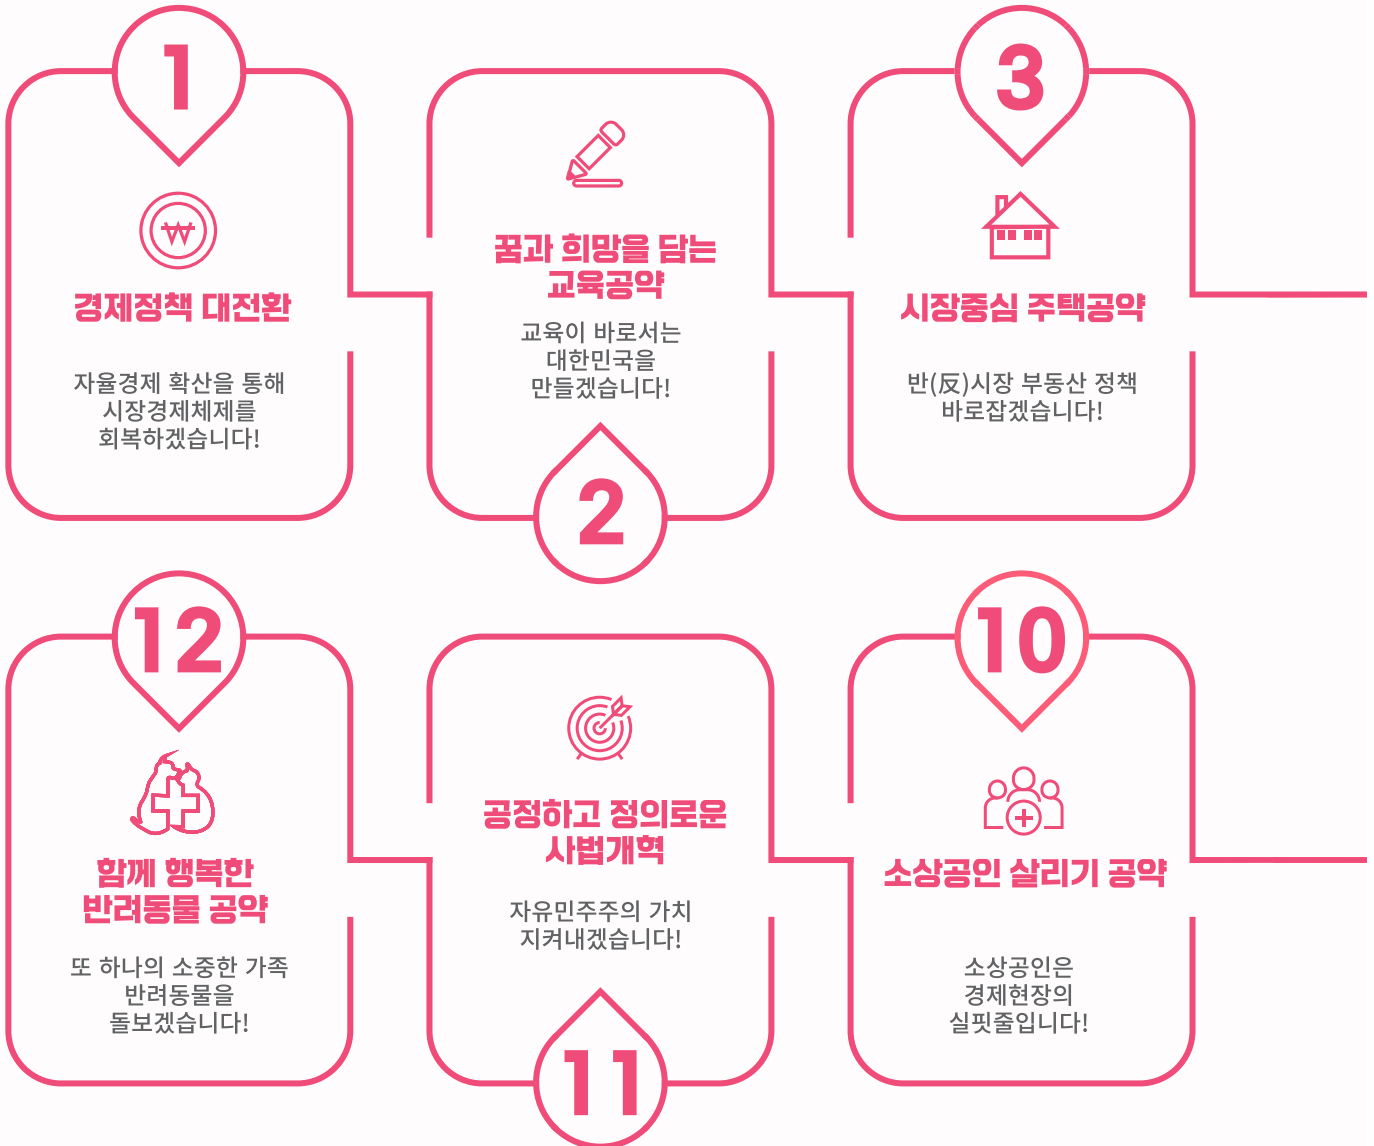 1
₩
경제정책 대전환
자율경제 확산을 통해
시장경제체제를
회복하겠습니다!
꿈과 희망을 담는
교육공약
교육이 바로서는
대한민국을
만들겠습니다!
2
3
시장중심 주택공약
반(反)시장 부동산 정책
바로잡겠습니다!
12
함께 행복한
반려동물 공약
또 하나의 소중한 가족
반려동물을
돌보겠습니다!
공정하고 정의로운
사법개혁
자유민주주의 가치
지켜내겠습니다!
11
10
소상공인 살리기 공약
소상공인은
경제현장의
실핏줄입니다!